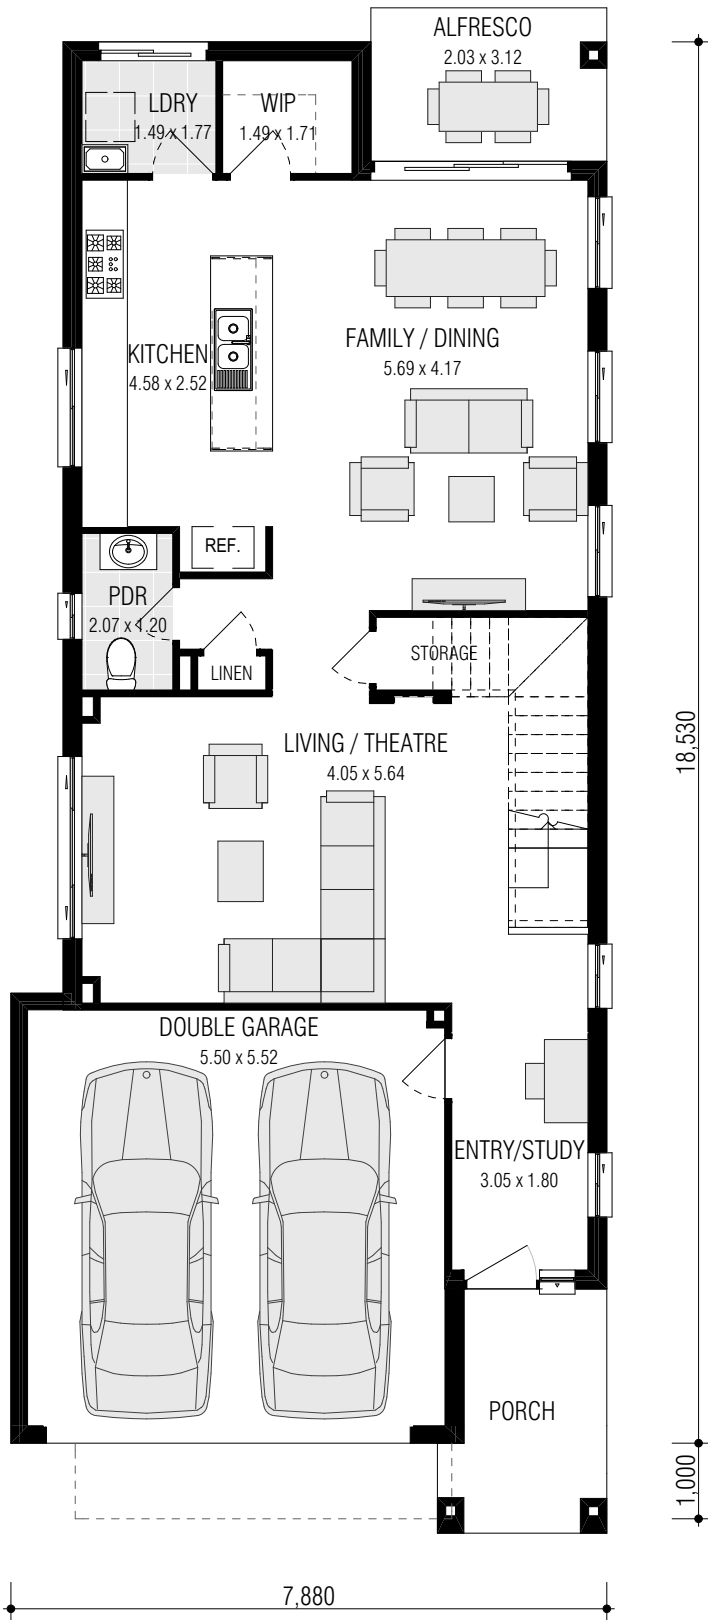 ALFRESCO
2.03 x 3.12
LDRY
1.49 x 1.77
WIP
1.49 x 1.71
KITCHEN
4.58 x 2.52
FAMILY / DINING
5.69 x 4.17
REF.
PDR
2.07 x 1.20
LINEN
STORAGE
LIVING / THEATRE
4.05 x 5.64
18,530
DOUBLE GARAGE
5.50 x 5.52
ENTRY/STUDY
3.05 x 1.80
PORCH
1,000
7,880